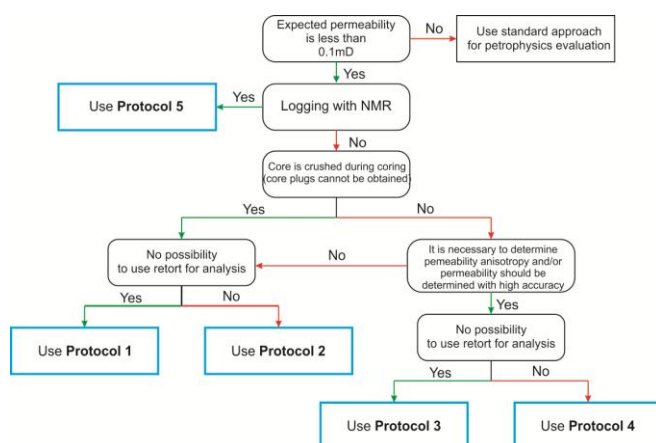 Expected permeability
is less than
0.1mD
No
Use standard approach
for petrophysics evaluation
Yes
Logging with NMR
Yes
Use Protocol 5
No
Core is crushed during coring
(core plugs cannot be obtained)
Yes
No
No possibility
to use retort for analysis
No
It is necessary to determine
pemeability anisotropy and/or
permeability should be
determined with high accuracy
Yes
No
Yes
Use Protocol 1
Use Protocol 2
No possibility
to use retort for analysis
Yes
No
Use Protocol 3
Use Protocol 4